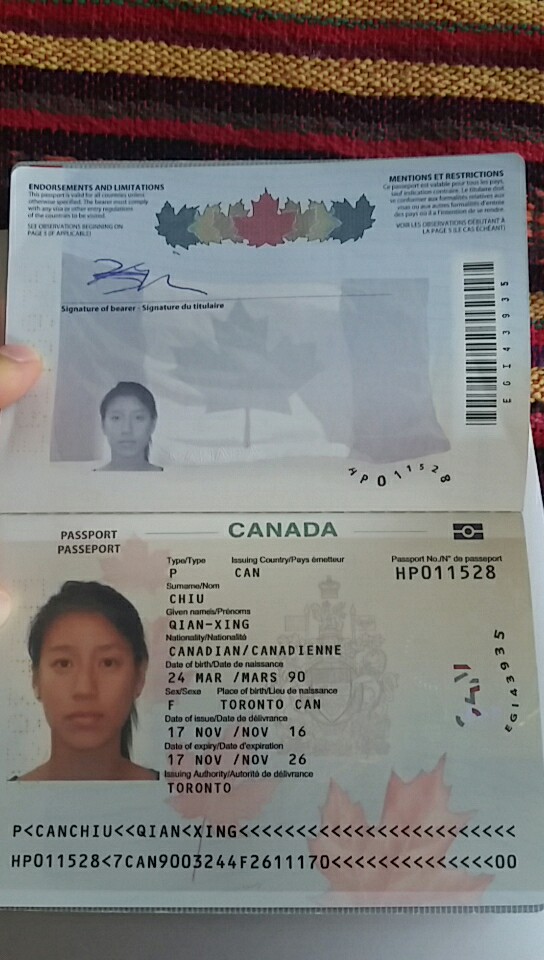 ENDORSEMENTS AND LIMITATIONS
This passport is valid for all countries unless
otherwise specified. The bearer must comply
with any visa or other entry regulations
of the countries to be visited.
SEE OBSERVATIONS BEGINNING ON
PAGE 5 (IF APPLICABLE)
MENTIONS ET RESTRICTIONS
Ce passeport est valable pour tous les pays,
sauf indication contraire. Le titulaire doit
se conformer aux formalités relatives aux
visas ou aux autres formalités d'entrée
des pays où il a l'intention de se rendre.
VOIR LES OBSERVATIONS DÉBUTANT À
LA PAGE 5 (LE CAS ÉCHÉANT)
Signature of bearer - Signature du titulaire
EGI43935
HP011528
PASSPORT
PASSEPORT
CANADA
Type/Type Issuing Country/Pays émetteur Passport No./N° de passeport
P CAN HP011528
Surname/Nom
CHIU
Given names/Prénoms
QIAN-XING
Nationality/Nationalité
CANADIAN/CANADIENNE
Date of birth/Date de naissance
24 MAR /MARS 90
Sex/Sexe Place of birth/Lieu de naissance
F TORONTO CAN
Date of issue/Date de délivrance
17 NOV /NOV 16
Date of expiry/Date d'expiration
17 NOV /NOV 26
Issuing Authority/Autorité de délivrance
TORONTO
EGI43935
P<CANCHIU<<QIAN<XING<<<<<<<<<<<<<<<<<<<<<<<<
HP011528<7CAN9003244F2611170<<<<<<<<<<<<<<00